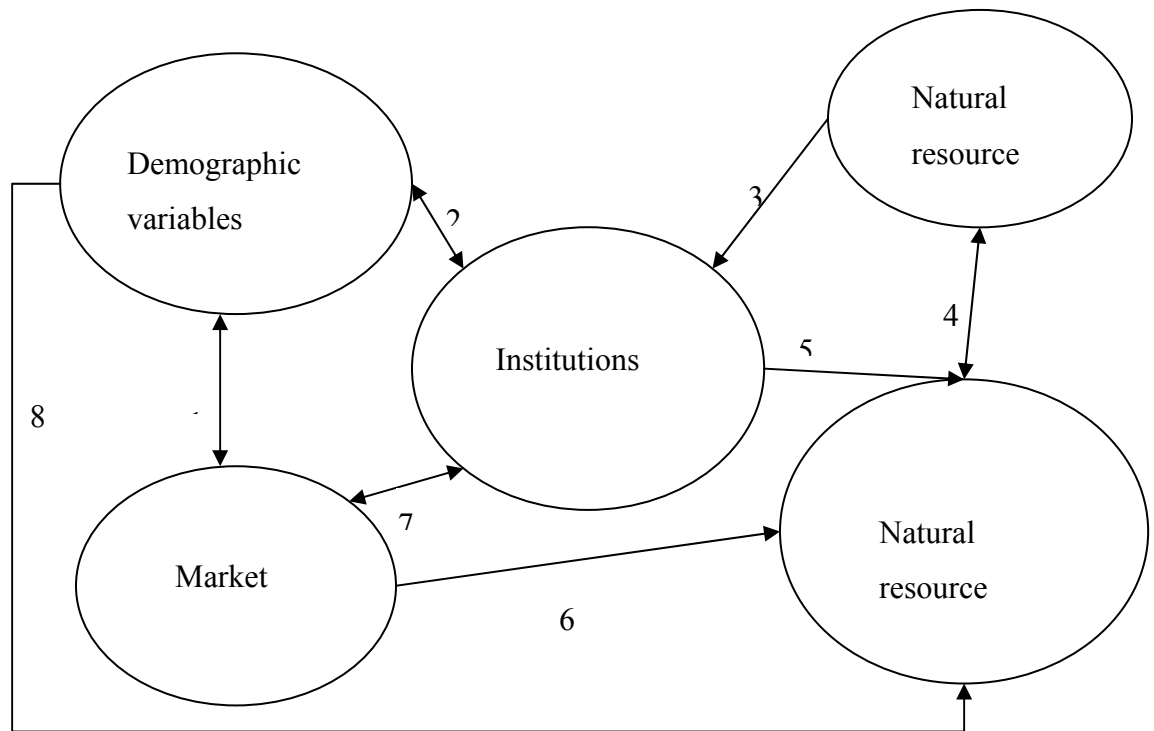 Natural
resource
Demographic
variables
3
2
4
Institutions
5
8
7
Market
Natural
resource
6